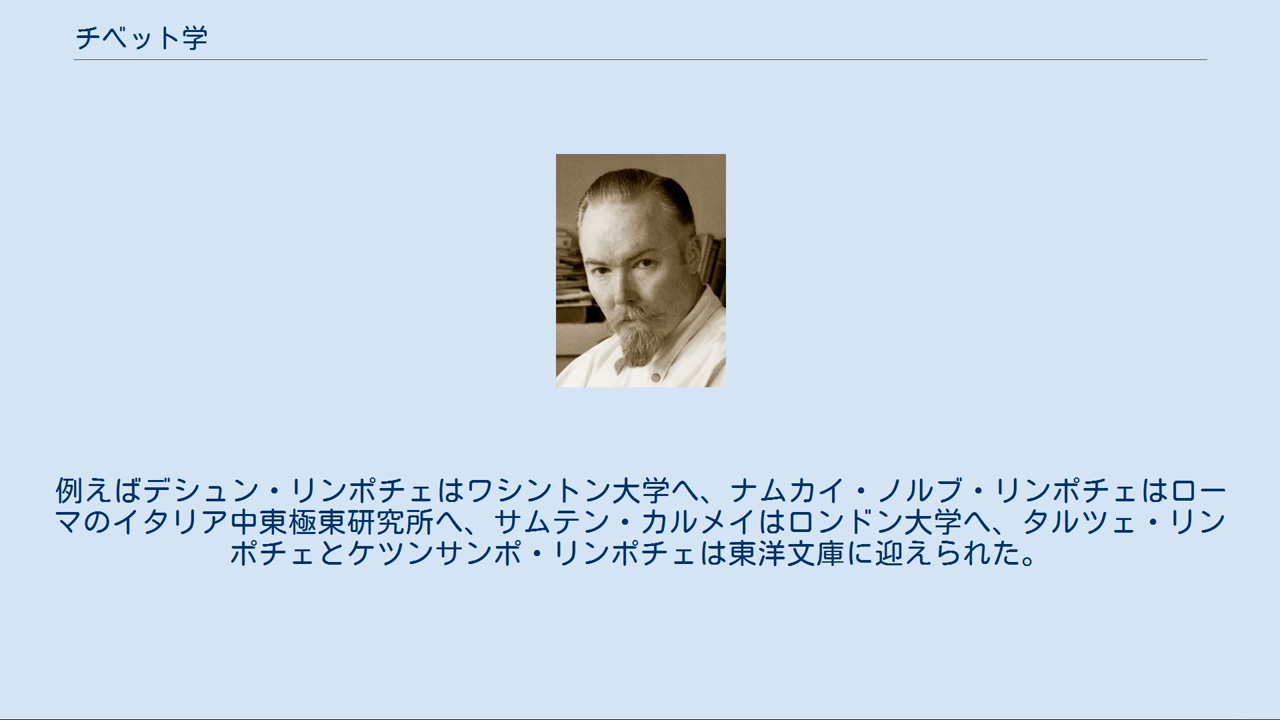 チベット学
例えばデシュン・リンポチェはワシントン大学へ、ナムカイ・ノルブ・リンポチェはロー
マのイタリア中東極東研究所へ、サムテン・カルメイはロンドン大学へ、タルツェ・リン
ポチェとケツンサンポ・リンポチェは東洋文庫に迎えられた。